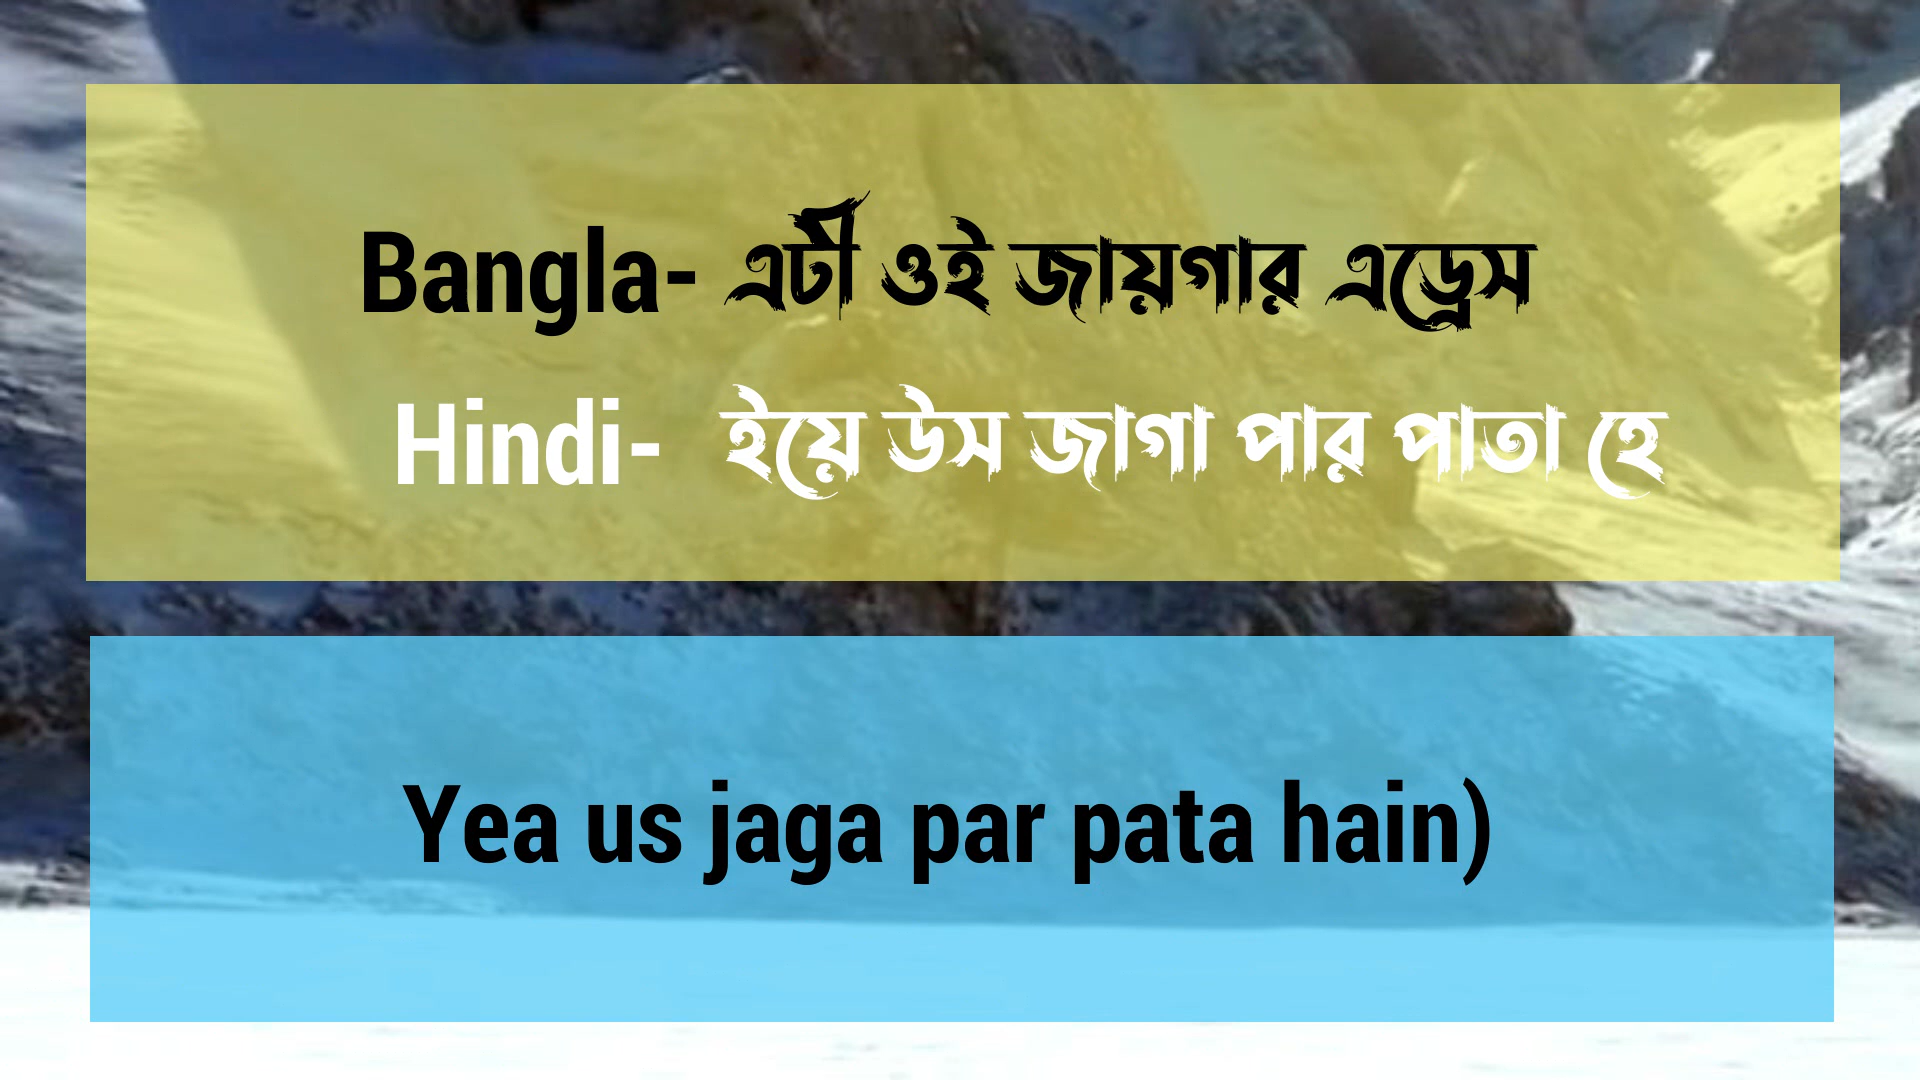 Bangla- এটা ওই জায়গার এড্রেস
Hindi- ইয়ে উস জাগা পার পাতা হে
Yea us jaga par pata hain)